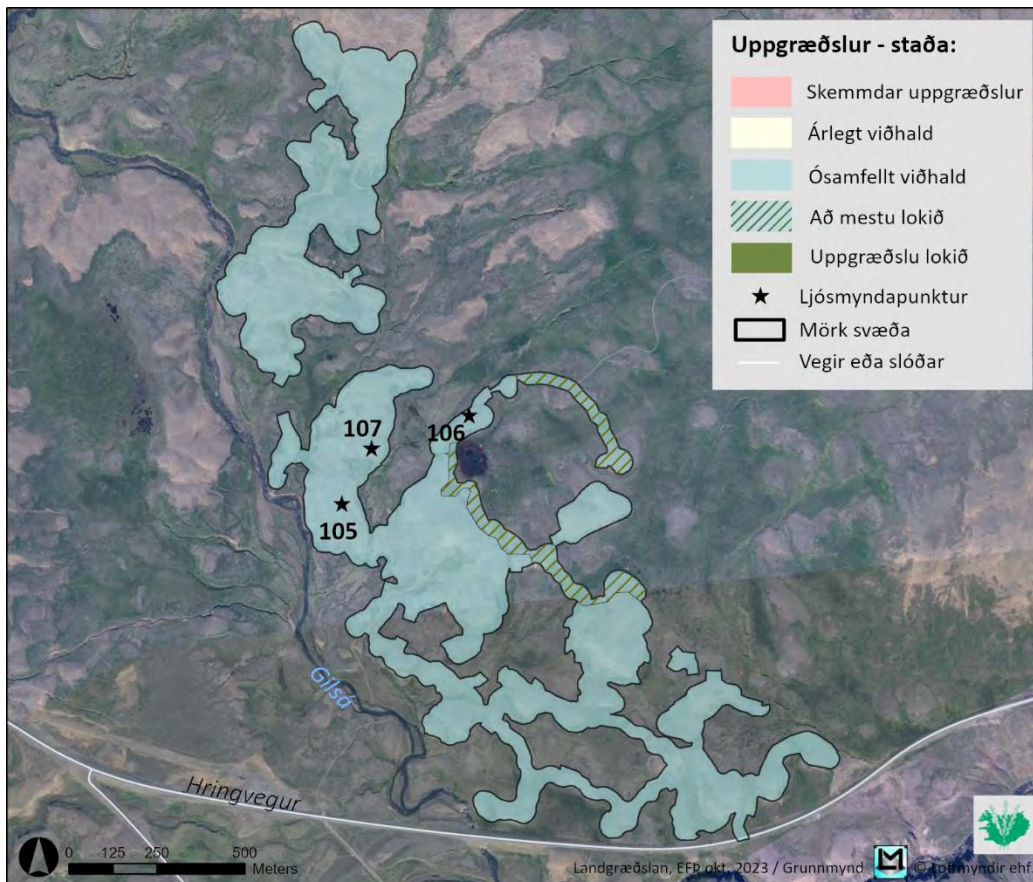 Uppgræðslur - staða:
Skemmdar uppgræðslur
Árlegt viðhald
Ósamfellt viðhald
Að mestu lokið
Uppgræðslu lokið
Ljósmyndapunktur
Mörk svæða
Vegir eða slóðar
107
106
105
Gilsá
Hringvegur
0 125 250 500
Meters
Landgræðslan, EFÞ okt. 2023 / Grunnmynd M © Loftmyndir ehf